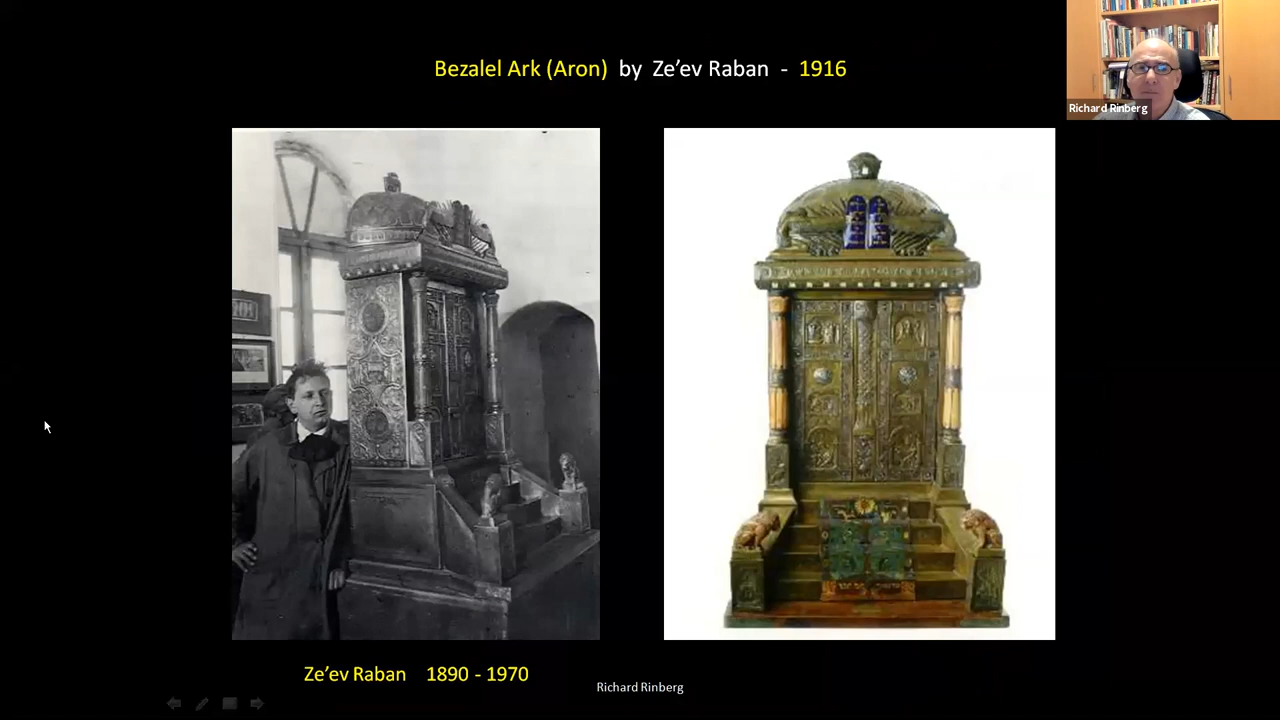 Bezalel Ark (Aron) by Ze’ev Raban - 1916
Richard Rinberg
Ze’ev Raban 1890 - 1970
Richard Rinberg